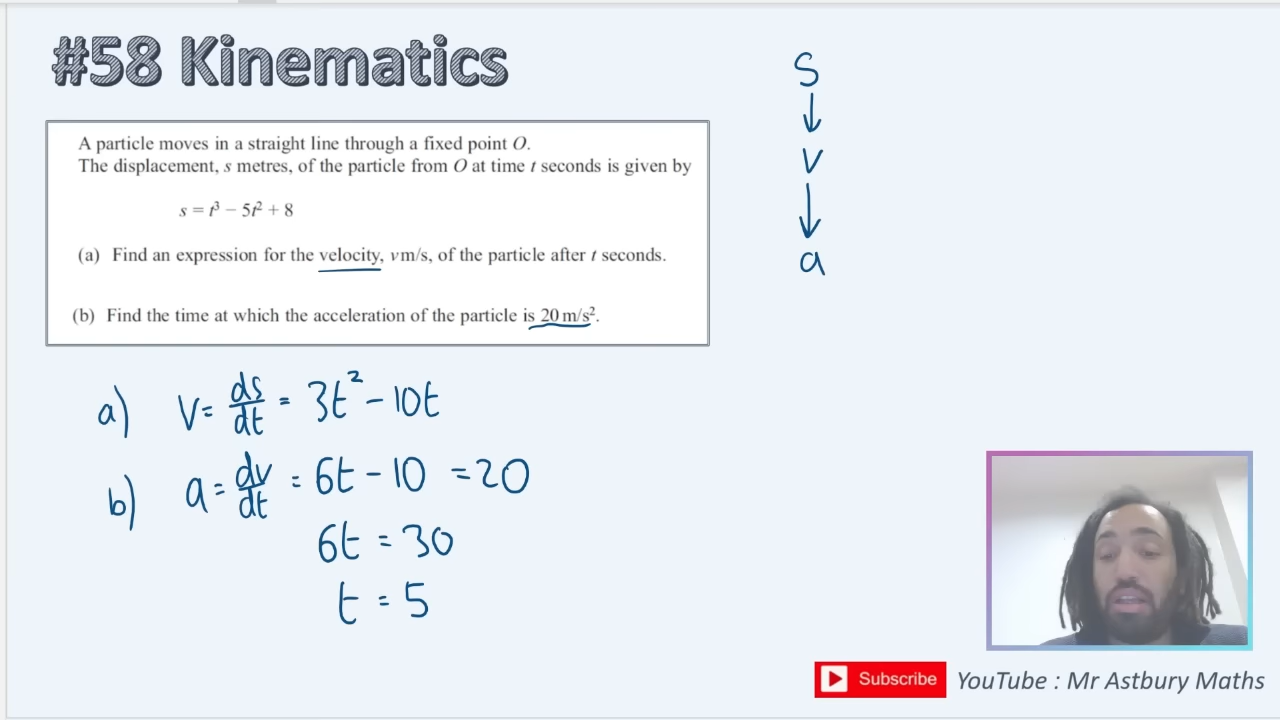 #58 Kinematics
A particle moves in a straight line through a fixed point O.
The displacement, s metres, of the particle from O at time t seconds is given by
s = t³ − 5t² + 8
(a) Find an expression for the velocity, v m/s, of the particle after t seconds.
(b) Find the time at which the acceleration of the particle is 20 m/s².
s
↓
v
↓
a
a) v = ds/dt = 3t² − 10t
b) a = dv/dt = 6t − 10 = 20
6t = 30
t = 5
Subscribe
YouTube : Mr Astbury Maths